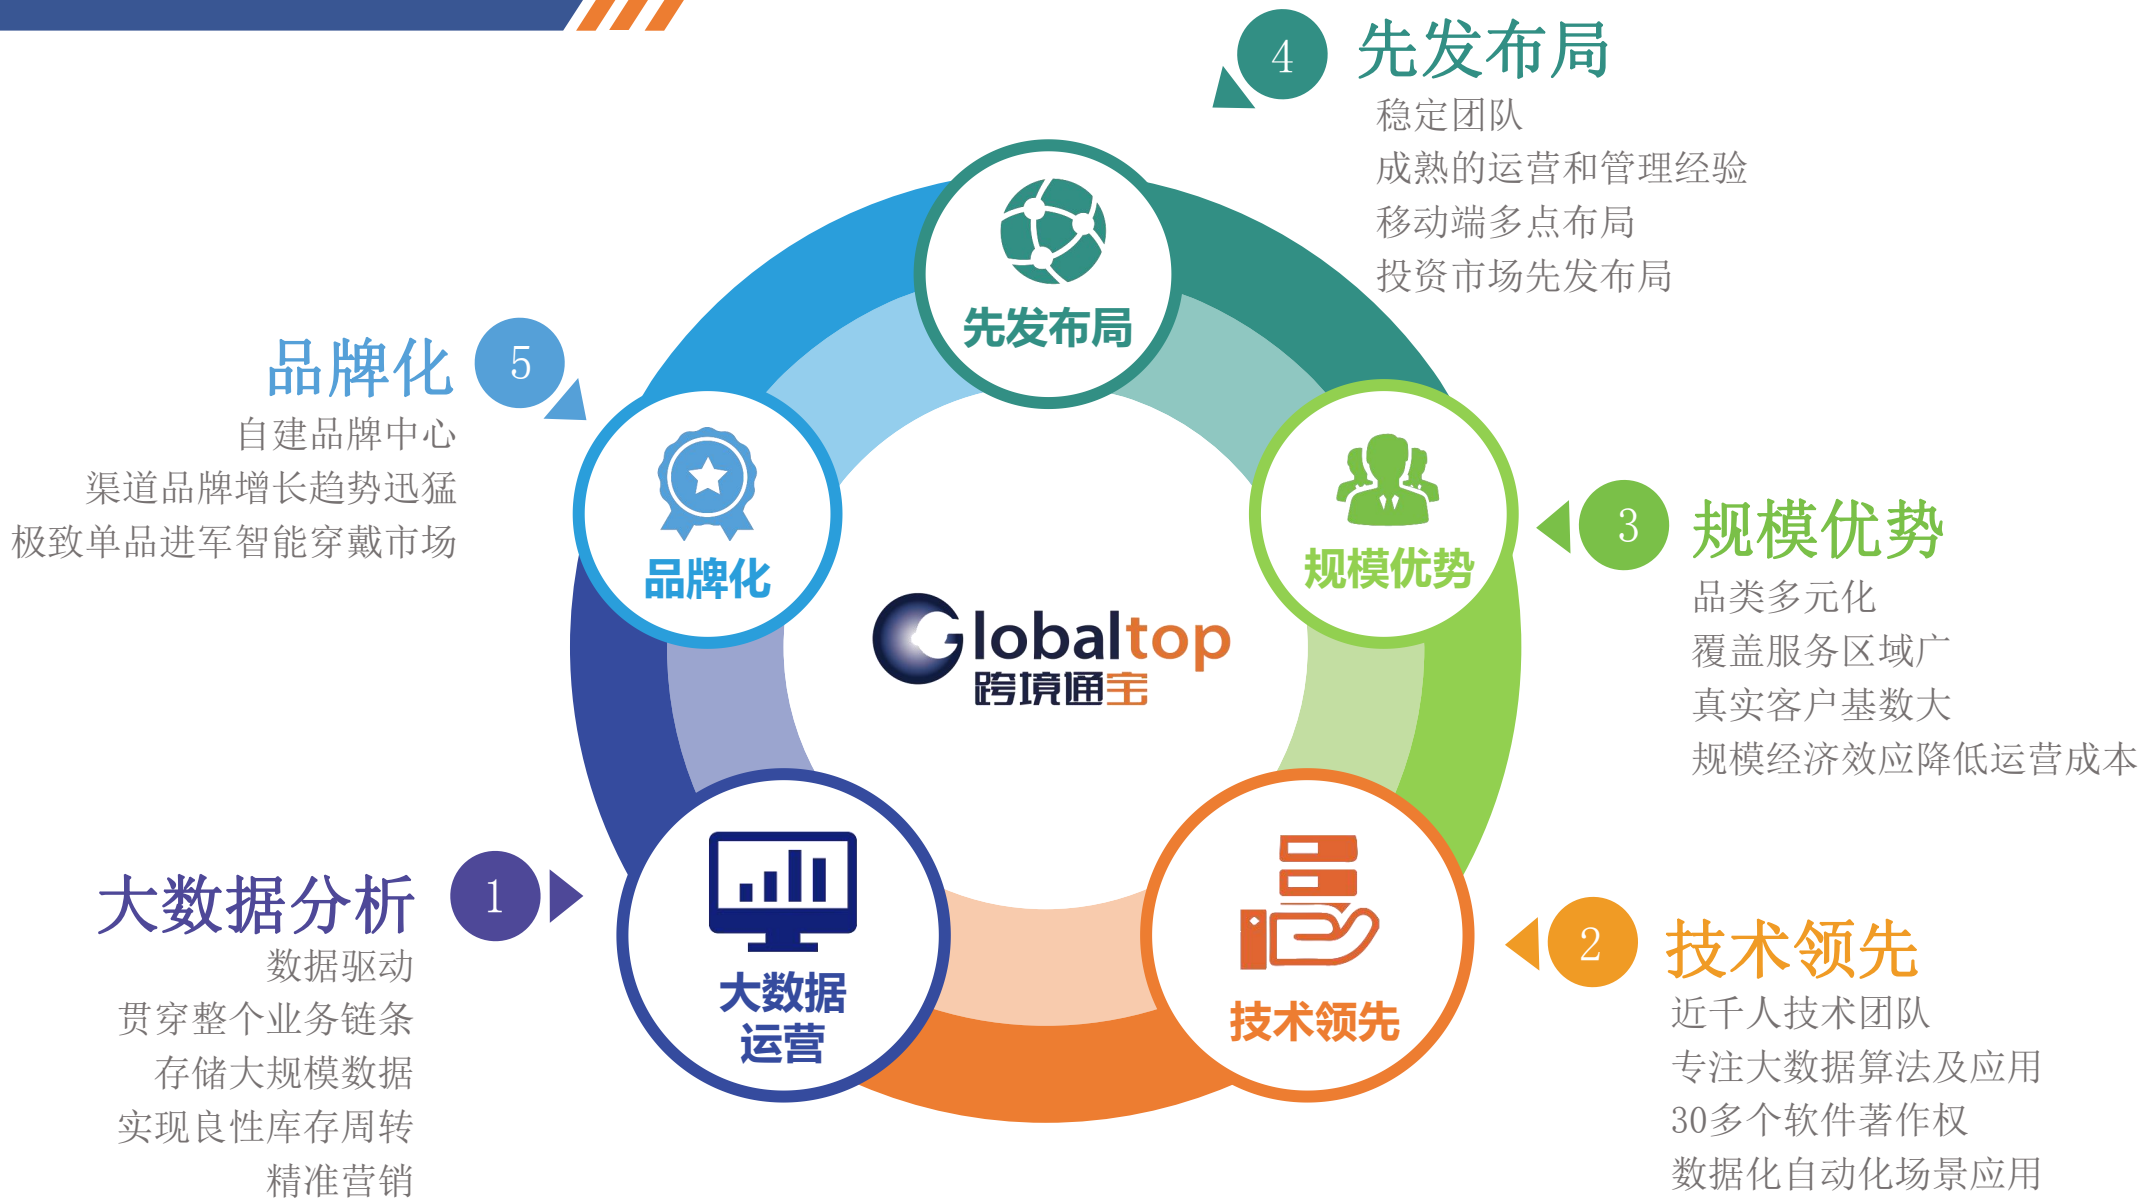 4
先发布局
稳定团队
成熟的运营和管理经验
移动端多点布局
投资市场先发布局
先发布局
5
品牌化
自建品牌中心
渠道品牌增长趋势迅猛
极致单品进军智能穿戴市场
品牌化
3
规模优势
品类多元化
覆盖服务区域广
真实客户基数大
规模经济效应降低运营成本
规模优势
Globaltop
跨境通宝
1
大数据分析
数据驱动
贯穿整个业务链条
存储大规模数据
实现良性库存周转
精准营销
大数据
运营
2
技术领先
近千人技术团队
专注大数据算法及应用
30多个软件著作权
数据化自动化场景应用
技术领先